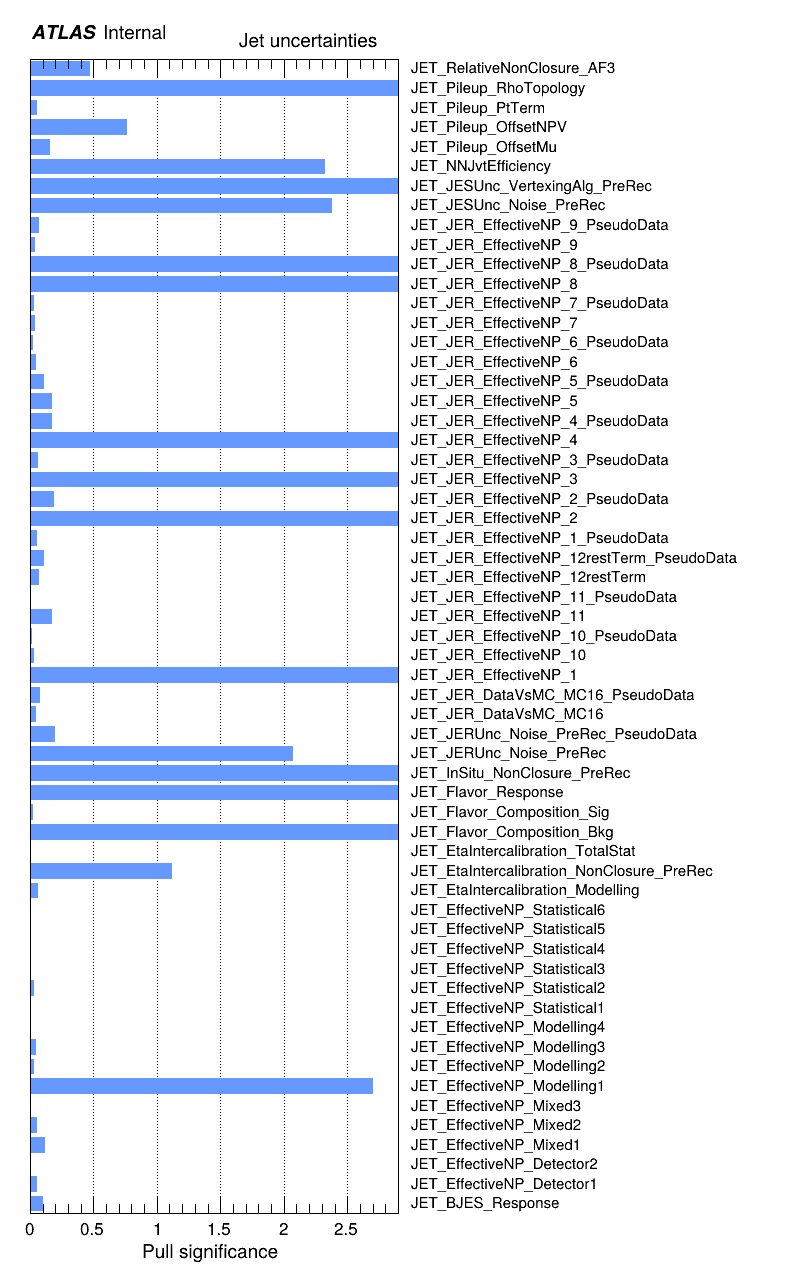 ATLAS Internal
Jet uncertainties
JET_RelativeNonClosure_AF3
JET_Pileup_RhoTopology
JET_Pileup_PtTerm
JET_Pileup_OffsetNPV
JET_Pileup_OffsetMu
JET_NNJvtEfficiency
JET_JESUnc_VertexingAlg_PreRec
JET_JESUnc_Noise_PreRec
JET_JER_EffectiveNP_9_PseudoData
JET_JER_EffectiveNP_9
JET_JER_EffectiveNP_8_PseudoData
JET_JER_EffectiveNP_8
JET_JER_EffectiveNP_7_PseudoData
JET_JER_EffectiveNP_7
JET_JER_EffectiveNP_6_PseudoData
JET_JER_EffectiveNP_6
JET_JER_EffectiveNP_5_PseudoData
JET_JER_EffectiveNP_5
JET_JER_EffectiveNP_4_PseudoData
JET_JER_EffectiveNP_4
JET_JER_EffectiveNP_3_PseudoData
JET_JER_EffectiveNP_3
JET_JER_EffectiveNP_2_PseudoData
JET_JER_EffectiveNP_2
JET_JER_EffectiveNP_1_PseudoData
JET_JER_EffectiveNP_12restTerm_PseudoData
JET_JER_EffectiveNP_12restTerm
JET_JER_EffectiveNP_11_PseudoData
JET_JER_EffectiveNP_11
JET_JER_EffectiveNP_10_PseudoData
JET_JER_EffectiveNP_10
JET_JER_EffectiveNP_1
JET_JER_DataVsMC_MC16_PseudoData
JET_JER_DataVsMC_MC16
JET_JERUnc_Noise_PreRec_PseudoData
JET_JERUnc_Noise_PreRec
JET_InSitu_NonClosure_PreRec
JET_Flavor_Response
JET_Flavor_Composition_Sig
JET_Flavor_Composition_Bkg
JET_EtaIntercalibration_TotalStat
JET_EtaIntercalibration_NonClosure_PreRec
JET_EtaIntercalibration_Modelling
JET_EffectiveNP_Statistical6
JET_EffectiveNP_Statistical5
JET_EffectiveNP_Statistical4
JET_EffectiveNP_Statistical3
JET_EffectiveNP_Statistical2
JET_EffectiveNP_Statistical1
JET_EffectiveNP_Modelling4
JET_EffectiveNP_Modelling3
JET_EffectiveNP_Modelling2
JET_EffectiveNP_Modelling1
JET_EffectiveNP_Mixed3
JET_EffectiveNP_Mixed2
JET_EffectiveNP_Mixed1
JET_EffectiveNP_Detector2
JET_EffectiveNP_Detector1
JET_BJES_Response
0 0.5 1 1.5 2 2.5
Pull significance